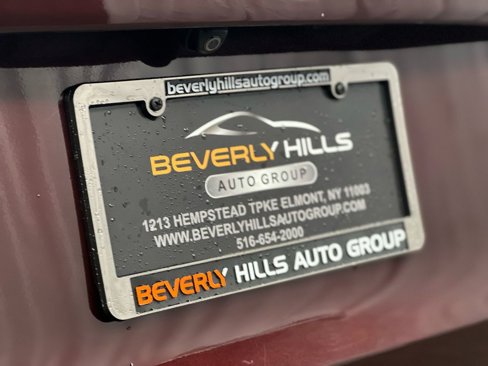 beverlyhillsautogroup.com
BEVERLY HILLS
AUTO GROUP
1213 HEMPSTEAD TPKE ELMONT, NY 11003
WWW.BEVERLYHILLSAUTOGROUP.COM
516-654-2000
BEVERLY HILLS AUTO GROUP